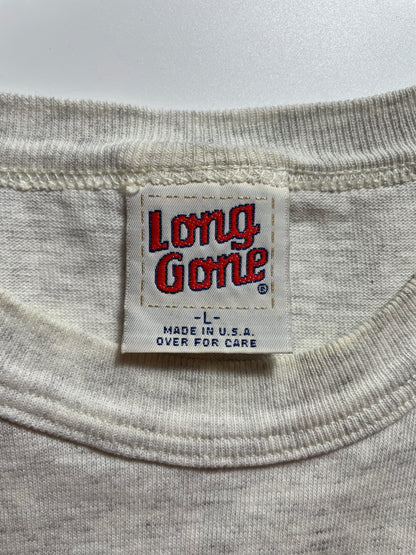 Long
Gone®
-L-
MADE IN U.S.A.
OVER FOR CARE